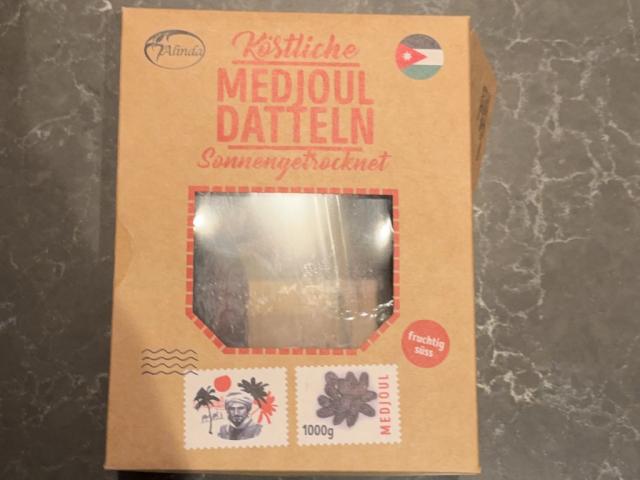 Alinda
Köstliche
MEDJOUL
DATTELN
Sonnengetrocknet
fruchtig
süss
1000g
MEDJOUL